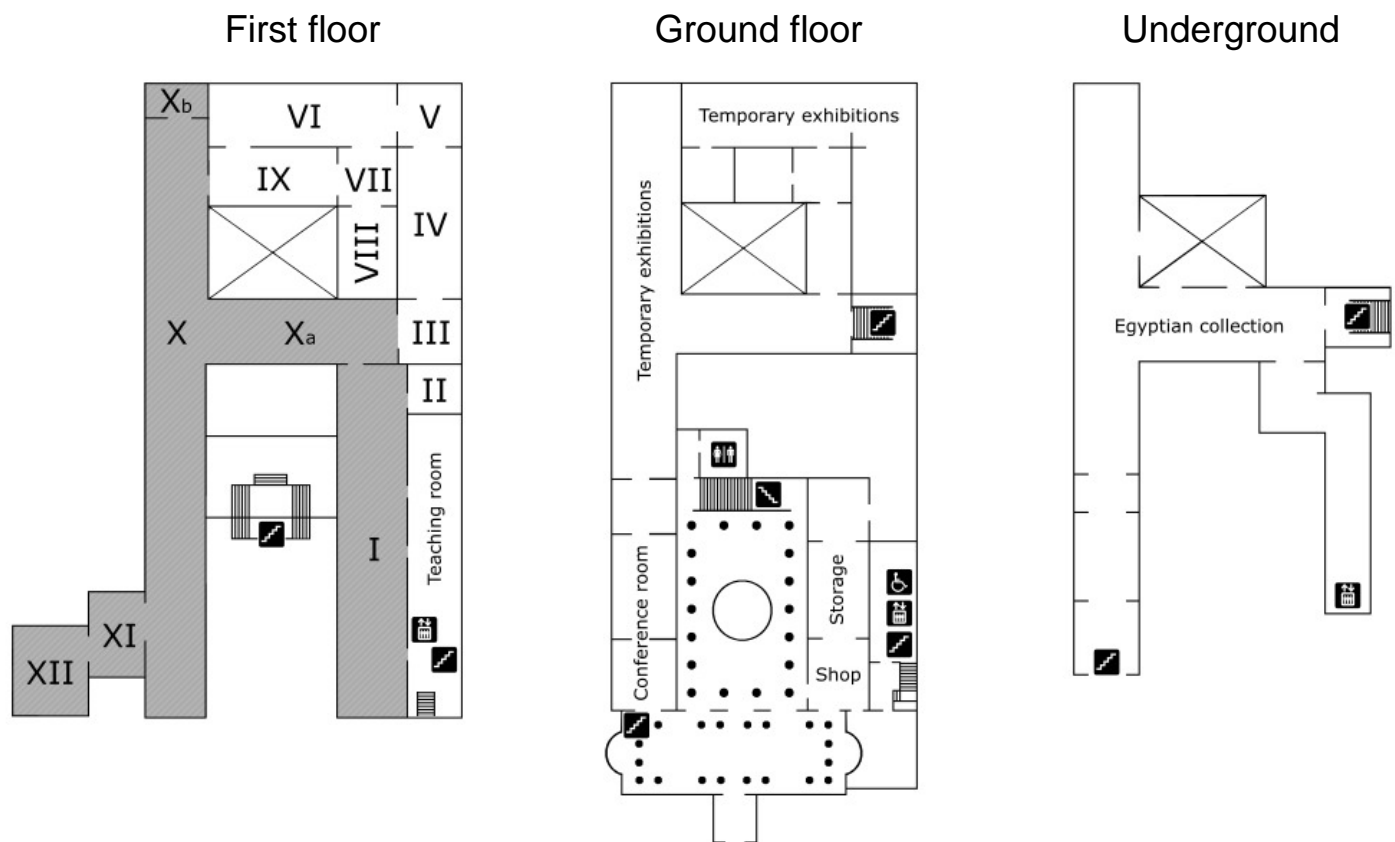 First floor
Ground floor
Underground
Xb
VI
V
IX
VII
IV
VIII
X
Xa
III
II
I
Teaching room
XI
XII
Temporary exhibitions
Temporary exhibitions
Conference room
Storage
Shop
Egyptian collection